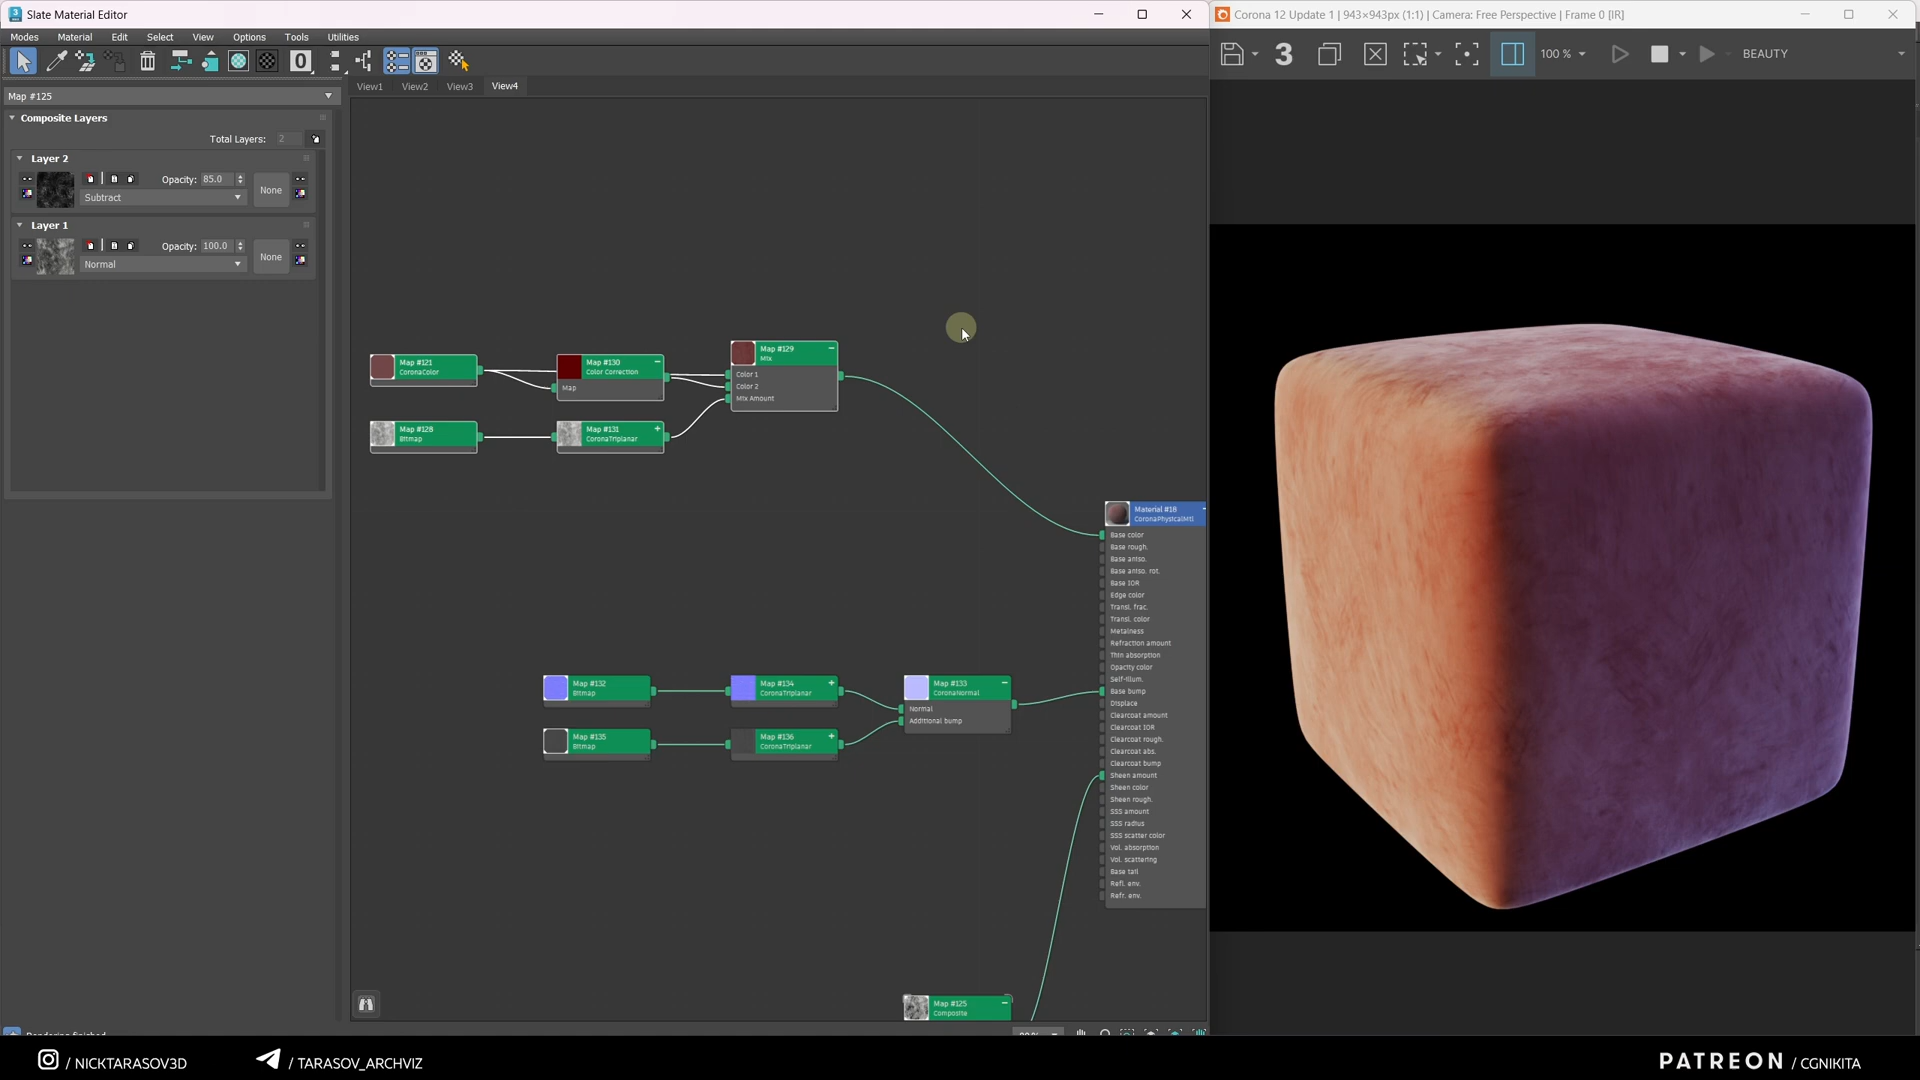 Slate Material Editor
Modes Material Edit Select View Options Tools Utilities
View1 View2 View3 View4
Map #125
Composite Layers
Total Layers: 2
Layer 2
Opacity: 85.0
None
Subtract
Layer 1
Opacity: 100.0
None
Normal
Map #121
CoronaColor
Map #130
Color Correction
Map
Map #129
Mix
Color 1
Color 2
Mix Amount
Map #128
Bitmap
Map #131
CoronaTriplanar
Map #132
Bitmap
Map #134
CoronaTriplanar
Map #133
CoronaNormal
Normal
Additional bump
Map #135
Bitmap
Map #136
CoronaTriplanar
Map #125
Composite
Material #18
CoronaPhysicalMtl
Base color
Base rough.
Base aniso.
Base aniso. rot.
Base IOR
Edge color
Transl. frac.
Transl. color
Metalness
Refraction amount
Thin absorption
Opacity color
Self-Illum.
Base bump
Displace
Clearcoat amount
Clearcoat IOR
Clearcoat rough.
Clearcoat abs.
Clearcoat bump
Sheen amount
Sheen color
Sheen rough.
SSS amount
SSS radius
SSS scatter color
Vol. absorption
Vol. scattering
Base tail
Refl. env.
Refr. env.
Rendering finished
Corona 12 Update 1 | 943×943px (1:1) | Camera: Free Perspective | Frame 0 [IR]
3
100 %
BEAUTY
/ NICKTARASOV3D
/ TARASOV_ARCHVIZ
PATREON / CGNIKITA